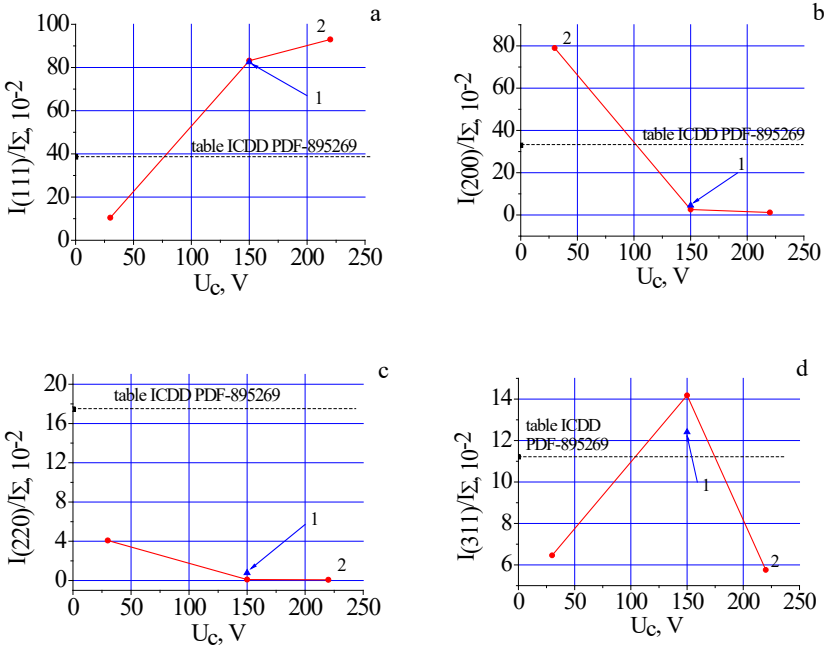 a
I(111)/IΣ, 10-2
100
80
60
40
20
0
2
1
table ICDD PDF-895269
0 50 100 150 200 250
Uc, V
b
I(200)/IΣ, 10-2
80
60
40
20
0
2
table ICDD PDF-895269
1
0 50 100 150 200 250
Uc, V
c
I(220)/IΣ, 10-2
20
16
12
8
4
0
table ICDD PDF-895269
1
2
0 50 100 150 200 250
Uc, V
d
I(311)/IΣ, 10-2
14
12
10
8
6
table ICDD
PDF-895269
1
2
0 50 100 150 200 250
Uc, V